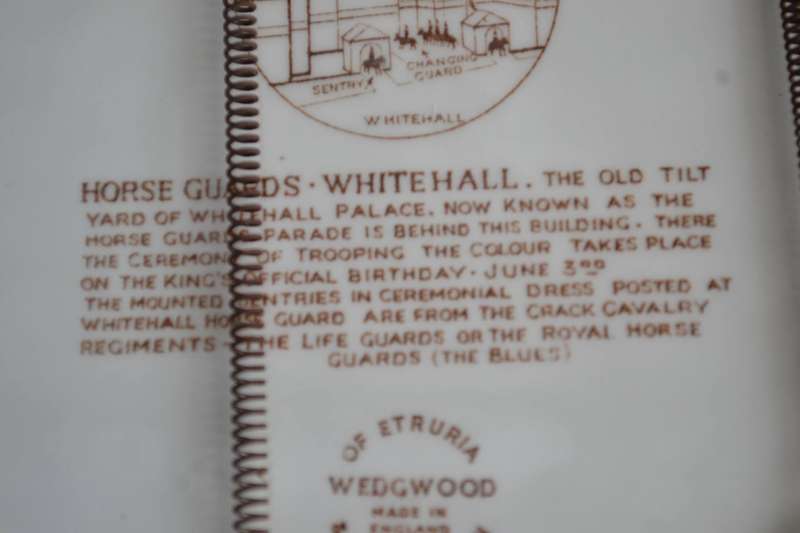 SENTRY
CHANGING
GUARD
WHITEHALL
HORSE GUARDS · WHITEHALL. THE OLD TILT
YARD OF WHITEHALL PALACE. NOW KNOWN AS THE
HORSE GUARDS PARADE IS BEHIND THIS BUILDING. THERE
THE CEREMONY OF TROOPING THE COLOUR TAKES PLACE
ON THE KING'S OFFICIAL BIRTHDAY · JUNE 3RD
THE MOUNTED SENTRIES IN CEREMONIAL DRESS POSTED AT
WHITEHALL HORSE GUARD ARE FROM THE CRACK CAVALRY
REGIMENTS - THE LIFE GUARDS OR THE ROYAL HORSE
GUARDS (THE BLUES)
OF ETRURIA
WEDGWOOD
MADE IN
ENGLAND